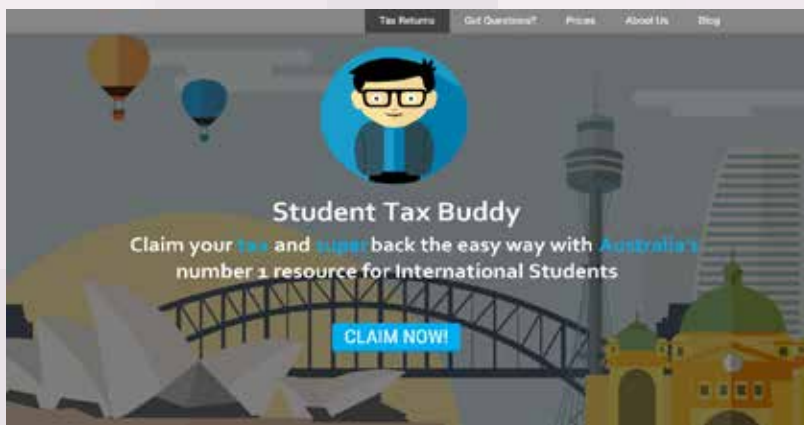 Tax Returns Got Questions? Prices About Us Blog
Student Tax Buddy
Claim your tax and super back the easy way with Australia's
number 1 resource for International Students
CLAIM NOW!